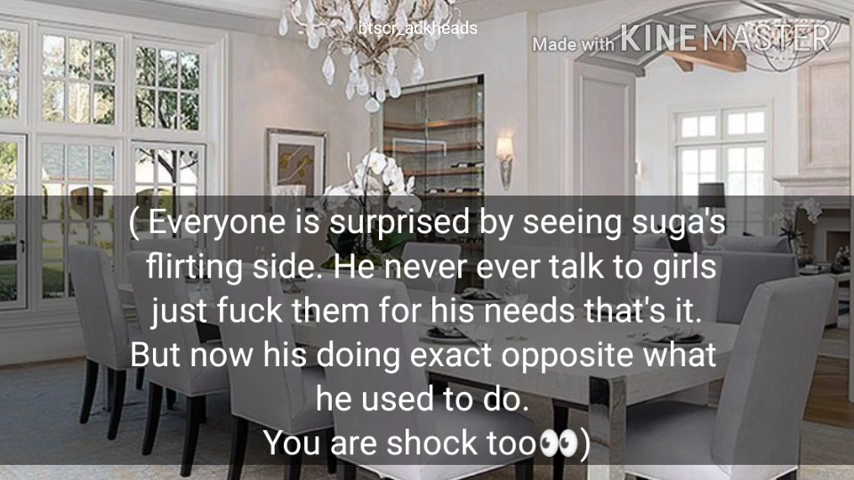 btscr_adkheads
Made with KINEMASTER
( Everyone is surprised by seeing suga's
flirting side. He never ever talk to girls
just fuck them for his needs that's it.
But now his doing exact opposite what
he used to do.
You are shock too👀)